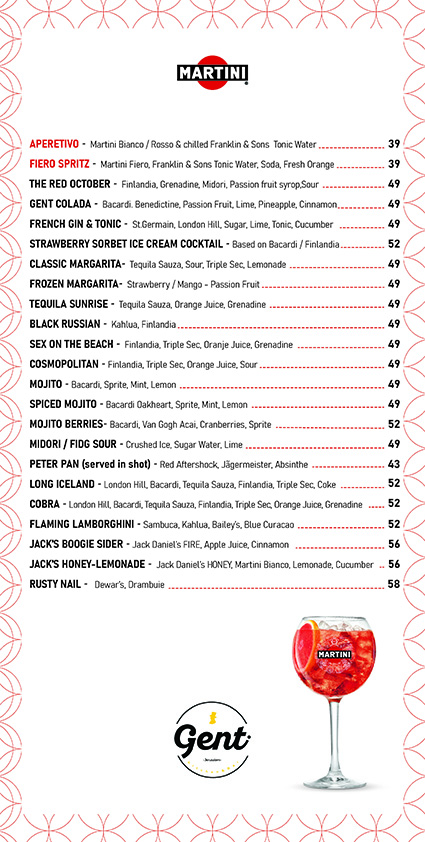 MARTINI
APERETIVO - Martini Bianco / Rosso & chilled Franklin & Sons Tonic Water 39
FIERO SPRITZ - Martini Fiero, Franklin & Sons Tonic Water, Soda, Fresh Orange 39
THE RED OCTOBER - Finlandia, Grenadine, Midori, Passion fruit syrop,Sour 49
GENT COLADA - Bacardi. Benedictine, Passion Fruit, Lime, Pineapple, Cinnamon 49
FRENCH GIN & TONIC - St.Germain, London Hill, Sugar, Lime, Tonic, Cucumber 49
STRAWBERRY SORBET ICE CREAM COCKTAIL - Based on Bacardi / Finlandia 52
CLASSIC MARGARITA- Tequila Sauza, Sour, Triple Sec, Lemonade 49
FROZEN MARGARITA- Strawberry / Mango - Passion Fruit 49
TEQUILA SUNRISE - Tequila Sauza, Orange Juice, Grenadine 49
BLACK RUSSIAN - Kahlua, Finlandia 49
SEX ON THE BEACH - Finlandia, Triple Sec, Oranje Juice, Grenadine 49
COSMOPOLITAN - Finlandia, Triple Sec, Orange Juice, Sour 49
MOJITO - Bacardi, Sprite, Mint, Lemon 49
SPICED MOJITO - Bacardi Oakheart, Sprite, Mint, Lemon 49
MOJITO BERRIES- Bacardi, Van Gogh Acai, Cranberries, Sprite 52
MIDORI / FIDG SOUR - Crushed Ice, Sugar Water, Lime 49
PETER PAN (served in shot) - Red Aftershock, Jägermeister, Absinthe 43
LONG ICELAND - London Hill, Bacardi, Tequila Sauza, Finlandia, Triple Sec, Coke 52
COBRA - London Hill, Bacardi, Tequila Sauza, Finlandia, Triple Sec, Orange Juice, Grenadine 52
FLAMING LAMBORGHINI - Sambuca, Kahlua, Bailey's, Blue Curacao 52
JACK'S BOOGIE SIDER - Jack Daniel's FIRE, Apple Juice, Cinnamon 56
JACK'S HONEY-LEMONADE - Jack Daniel's HONEY, Martini Bianco, Lemonade, Cucumber 56
RUSTY NAIL - Dewar's, Drambuie 58
MARTINI
Gent
Jerusalem